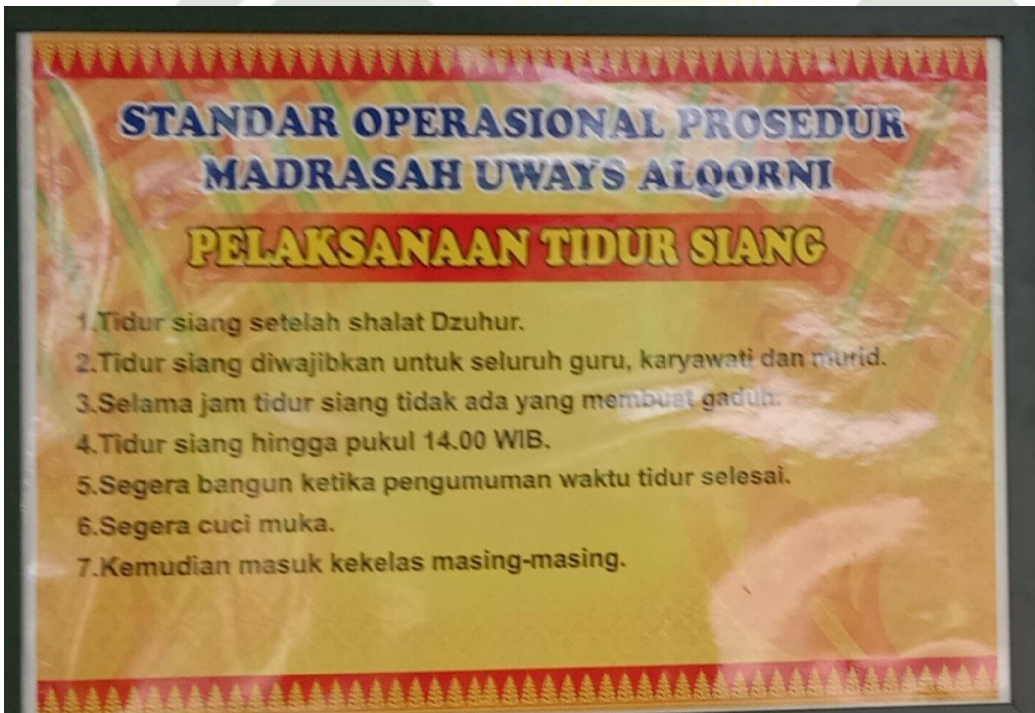 STANDAR OPERASIONAL PROSEDUR
MADRASAH UWAYS ALQORNI
PELAKSANAAN TIDUR SIANG
1.Tidur siang setelah shalat Dzuhur.
2.Tidur siang diwajibkan untuk seluruh guru, karyawati dan murid.
3.Selama jam tidur siang tidak ada yang membuat gaduh.
4.Tidur siang hingga pukul 14.00 WIB.
5.Segera bangun ketika pengumuman waktu tidur selesai.
6.Segera cuci muka.
7.Kemudian masuk kekelas masing-masing.